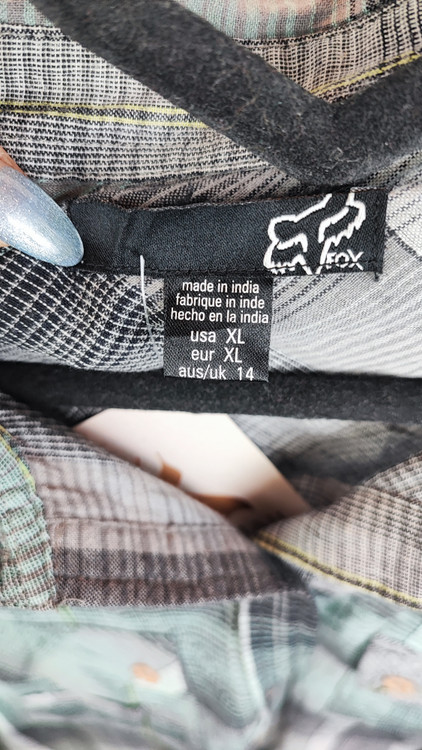 FOX
made in india
fabrique in inde
hecho en la india
usa XL
eur XL
aus/uk 14